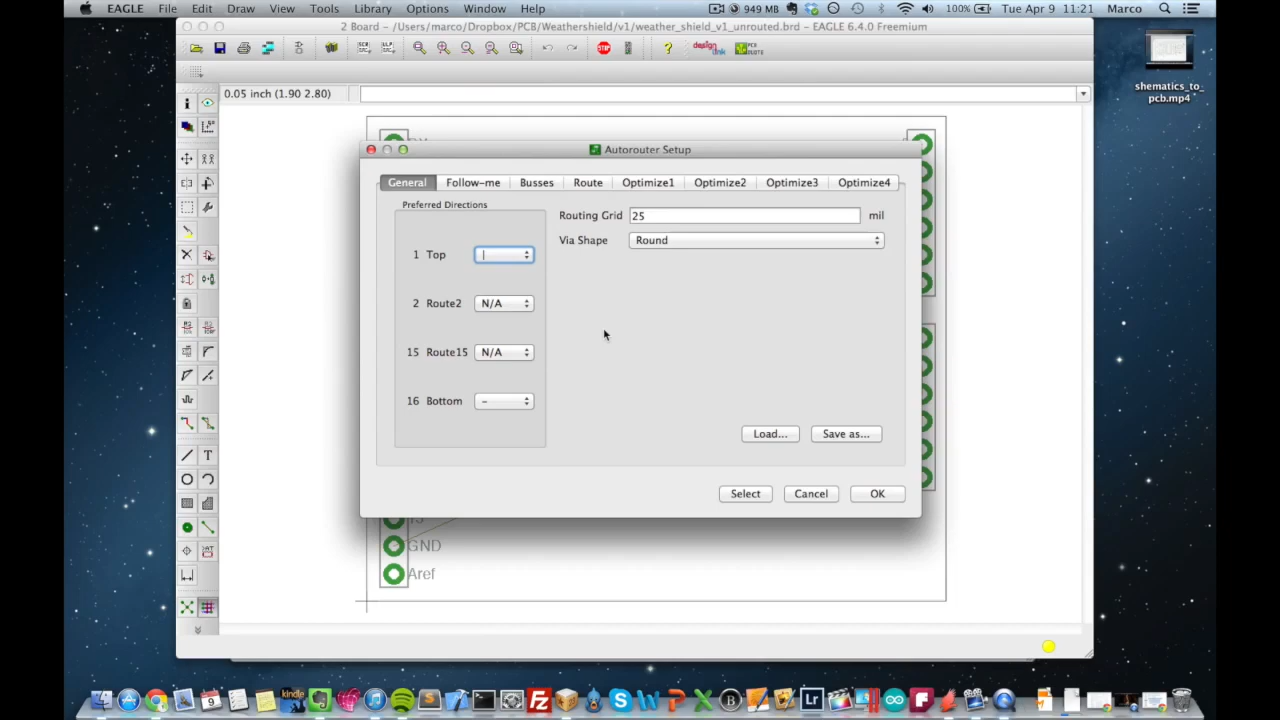 EAGLE File Edit Draw View Tools Library Options Window Help 949 MB 100% Tue Apr 9 11:21 Marco
2 Board - /Users/marco/Dropbox/PCB/Weathershield/v1/weather_shield_v1_unrouted.brd - EAGLE 6.4.0 Freemium
0.05 inch (1.90 2.80)
shematics_to_
pcb.mp4
Autorouter Setup
General Follow-me Busses Route Optimize1 Optimize2 Optimize3 Optimize4
Preferred Directions
Routing Grid 25 mil
Via Shape Round
1 Top |
2 Route2 N/A
15 Route15 N/A
16 Bottom -
Load... Save as...
Select Cancel OK
GND
Aref